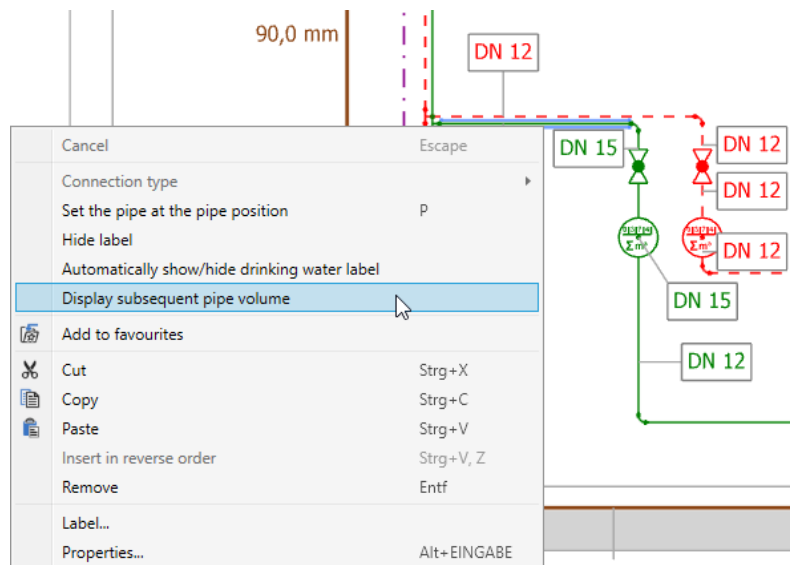 90,0 mm
DN 12
Cancel Escape
Connection type
Set the pipe at the pipe position P
Hide label
Automatically show/hide drinking water label
Display subsequent pipe volume
Add to favourites
Cut Strg+X
Copy Strg+C
Paste Strg+V
Insert in reverse order Strg+V, Z
Remove Entf
Label...
Properties... Alt+EINGABE
DN 15
DN 12
DN 12
Σm³
Σm³
DN 12
DN 15
DN 12